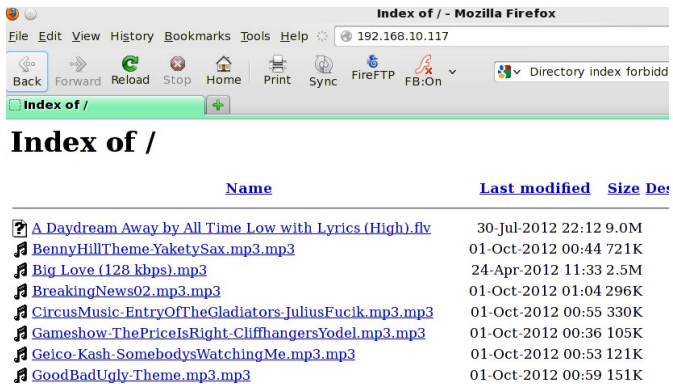 Index of / - Mozilla Firefox
File Edit View History Bookmarks Tools Help 192.168.10.117
Back Forward Reload Stop Home Print Sync FireFTP FB:On Directory index forbidd
Index of /
Index of /
Name Last modified Size Des
A Daydream Away by All Time Low with Lyrics (High).flv 30-Jul-2012 22:12 9.0M
BennyHillTheme-YaketySax.mp3.mp3 01-Oct-2012 00:44 721K
Big Love (128 kbps).mp3 24-Apr-2012 11:33 2.5M
BreakingNews02.mp3.mp3 01-Oct-2012 01:04 296K
CircusMusic-EntryOfTheGladiators-JuliusFucik.mp3.mp3 01-Oct-2012 00:55 330K
Gameshow-ThePriceIsRight-CliffhangersYodel.mp3.mp3 01-Oct-2012 00:36 105K
Geico-Kash-SomebodysWatchingMe.mp3.mp3 01-Oct-2012 00:53 121K
GoodBadUgly-Theme.mp3.mp3 01-Oct-2012 00:59 151K